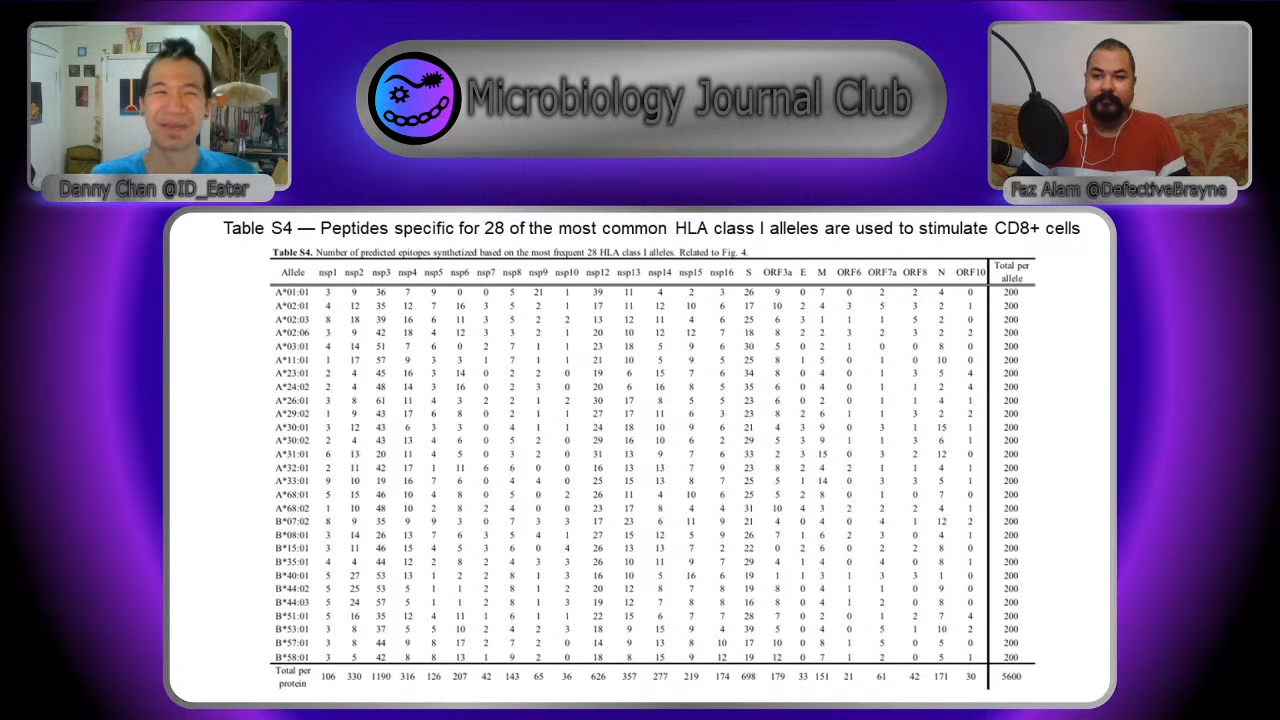 Microbiology Journal Club
Danny Chan @ID_Eater
Faz Alam @DefectiveBrayne
Table S4 — Peptides specific for 28 of the most common HLA class I alleles are used to stimulate CD8+ cells
Table S4. Number of predicted epitopes synthetized based on the most frequent 28 HLA class I alleles. Related to Fig. 4.
Allele nsp1 nsp2 nsp3 nsp4 nsp5 nsp6 nsp7 nsp8 nsp9 nsp10 nsp12 nsp13 nsp14 nsp15 nsp16 S ORF3a E M ORF6 ORF7a ORF8 N ORF10 Total per allele
A*01:01 3 9 36 7 9 0 0 5 21 1 39 11 4 2 3 26 9 0 7 0 2 2 4 0 200
A*02:01 4 12 35 12 7 16 3 5 2 1 17 11 12 10 6 17 10 2 4 3 5 3 2 1 200
A*02:03 8 18 39 16 6 11 3 5 2 2 13 12 11 4 6 25 6 3 1 1 1 5 2 0 200
A*02:06 3 9 42 18 4 12 3 3 2 1 20 10 12 12 7 18 8 2 2 3 2 3 2 2 200
A*03:01 4 14 51 7 6 0 2 7 1 1 23 18 5 9 6 30 5 0 2 1 0 0 8 0 200
A*11:01 1 17 57 9 3 3 1 7 1 1 21 10 5 9 5 25 8 1 5 0 1 0 10 0 200
A*23:01 2 4 45 16 3 14 0 2 2 0 19 6 15 7 6 34 8 0 4 0 1 3 5 4 200
A*24:02 2 4 48 14 3 16 0 2 3 0 20 6 16 8 5 35 6 0 4 0 1 1 2 4 200
A*26:01 3 8 61 11 4 3 2 2 1 2 30 17 8 5 5 23 6 0 2 0 1 1 4 1 200
A*29:02 1 9 43 17 6 8 0 2 1 1 27 17 11 6 3 23 8 2 6 1 1 3 2 2 200
A*30:01 3 12 43 6 3 3 0 4 1 1 24 18 10 9 6 21 4 3 9 0 3 1 15 1 200
A*30:02 2 4 43 13 4 6 0 5 2 0 29 16 10 6 2 29 5 3 9 1 1 3 6 1 200
A*31:01 6 13 20 11 4 5 0 3 2 0 31 13 9 7 6 33 2 3 15 0 3 2 12 0 200
A*32:01 2 11 42 17 1 11 6 6 0 0 16 13 13 7 9 23 8 2 4 2 1 1 4 1 200
A*33:01 9 10 19 16 7 6 0 4 4 0 25 15 13 8 7 25 5 1 14 0 3 3 5 1 200
A*68:01 5 15 46 10 4 8 0 5 0 2 26 11 4 10 6 25 5 2 8 0 1 0 7 0 200
A*68:02 1 10 48 10 2 8 2 4 0 0 23 17 8 4 4 31 10 4 3 2 2 2 4 1 200
B*07:02 8 9 35 9 9 3 0 7 3 3 17 23 6 11 9 21 4 0 4 0 4 1 12 2 200
B*08:01 3 14 26 13 7 6 3 5 4 1 27 15 12 5 9 26 7 1 6 2 3 0 4 1 200
B*15:01 3 11 46 15 4 5 3 6 0 4 26 13 13 7 2 22 0 2 6 0 2 2 8 0 200
B*35:01 4 4 44 12 2 8 2 4 3 3 26 10 11 9 7 29 4 1 4 0 4 0 8 1 200
B*40:01 5 27 53 13 1 2 2 8 1 3 16 10 5 16 6 19 1 1 3 1 3 3 1 0 200
B*44:02 5 25 53 5 1 1 2 8 1 2 20 12 8 7 8 19 8 0 4 1 1 0 9 0 200
B*44:03 5 24 57 5 1 1 2 8 1 3 19 12 7 8 8 16 8 0 4 1 2 0 8 0 200
B*51:01 5 16 35 12 4 11 1 6 1 1 22 15 6 7 7 28 7 0 2 0 1 2 7 4 200
B*53:01 3 8 37 5 5 10 2 4 2 3 18 9 15 9 4 39 5 0 4 0 5 1 10 2 200
B*57:01 3 8 44 9 8 17 2 7 2 0 14 9 13 8 10 17 10 0 8 1 5 0 5 0 200
B*58:01 3 5 42 8 8 13 1 9 2 0 18 8 15 9 12 19 12 0 7 1 2 0 5 1 200
Total per protein 106 330 1190 316 126 207 42 143 65 36 626 357 277 219 174 698 179 33 151 21 61 42 171 30 5600